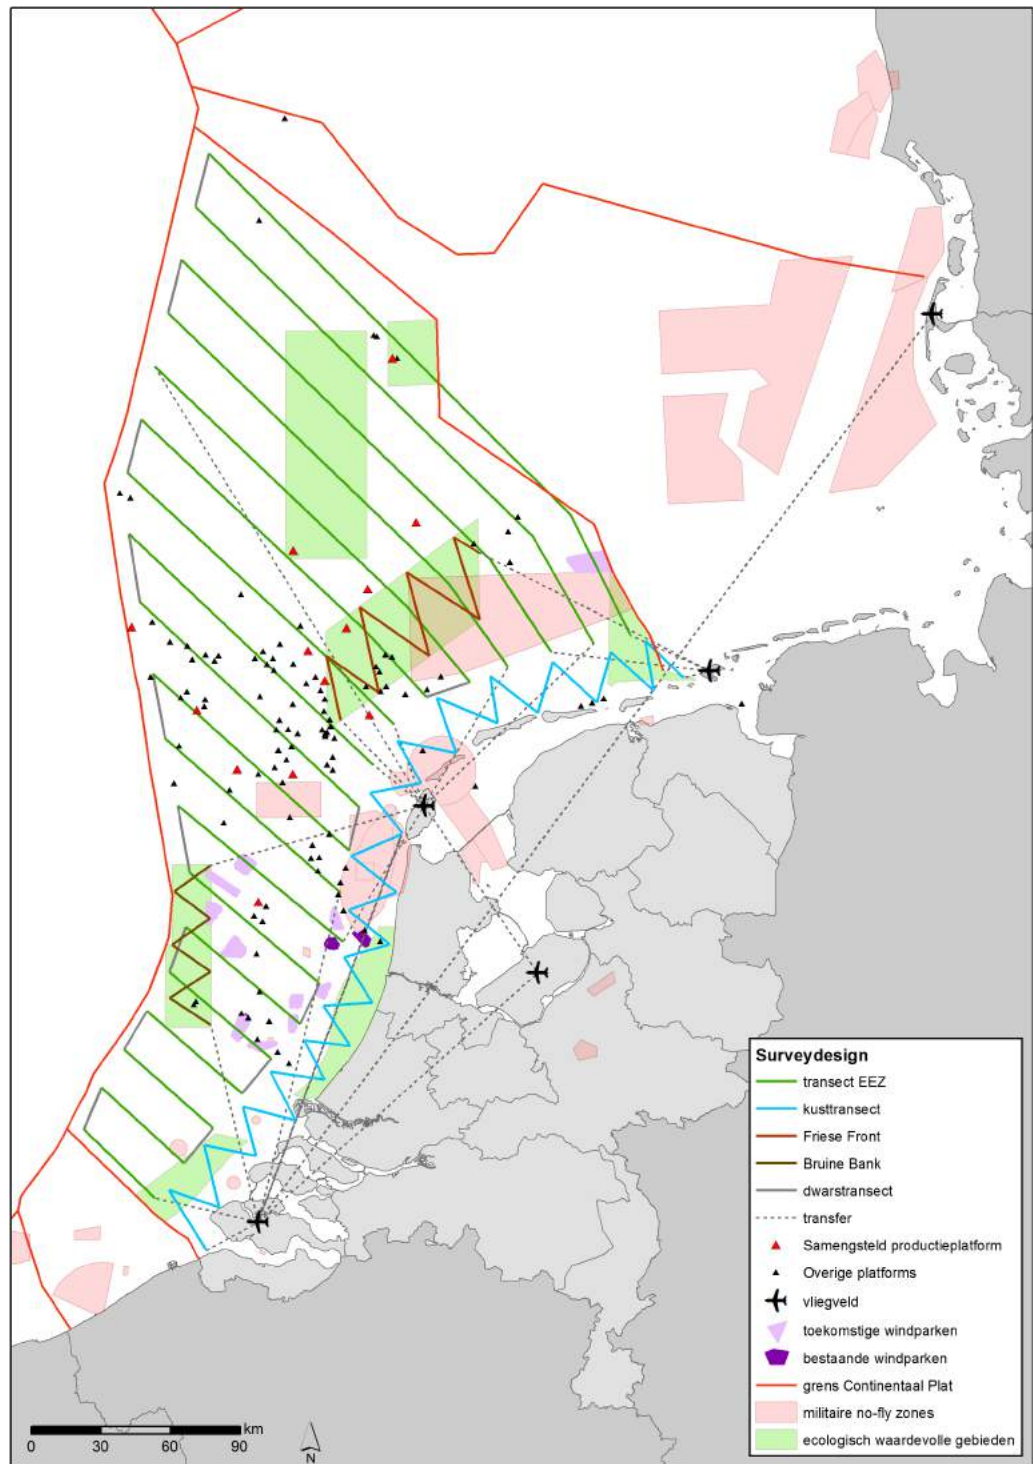 Surveydesign
transect EEZ
kusttransect
Friese Front
Bruine Bank
dwarstransect
transfer
Samengsteld productieplatform
Overige platforms
vliegveld
toekomstige windparken
bestaande windparken
grens Continentaal Plat
militaire no-fly zones
ecologisch waardevolle gebieden
km
0 30 60 90
N